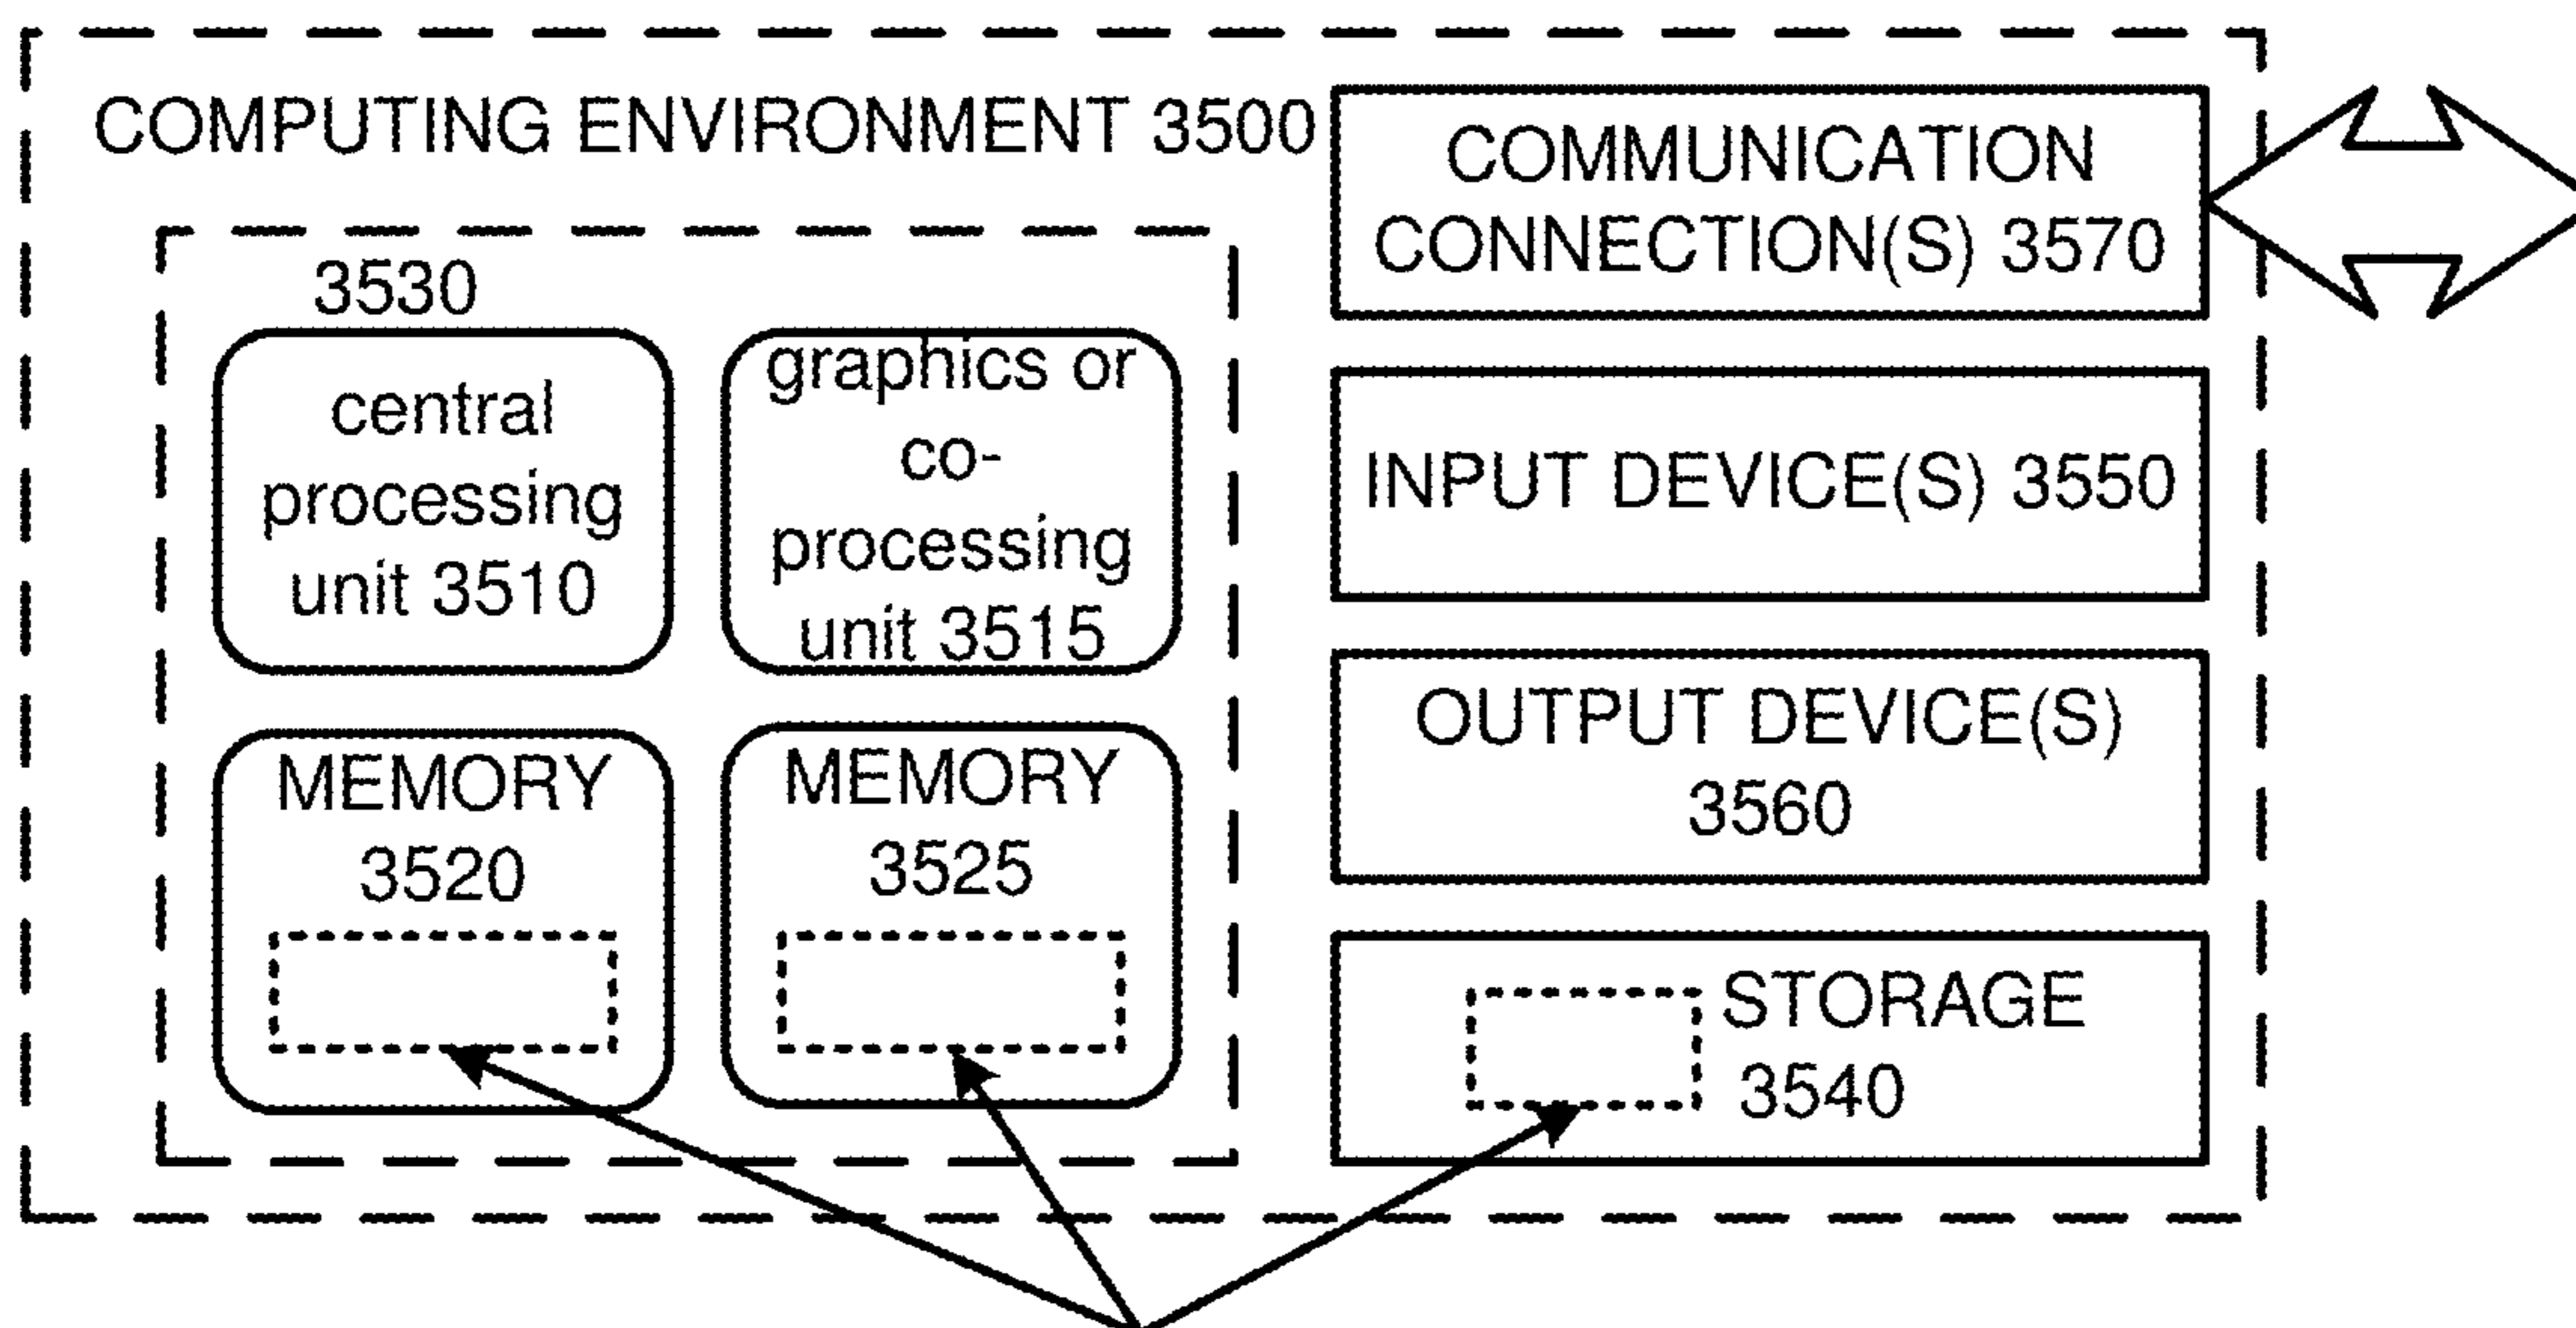 COMPUTING ENVIRONMENT 3500
3530
central
processing
unit 3510
graphics or
co-
processing
unit 3515
MEMORY
3520
MEMORY
3525
COMMUNICATION
CONNECTION(S) 3570
INPUT DEVICE(S) 3550
OUTPUT DEVICE(S)
3560
STORAGE
3540